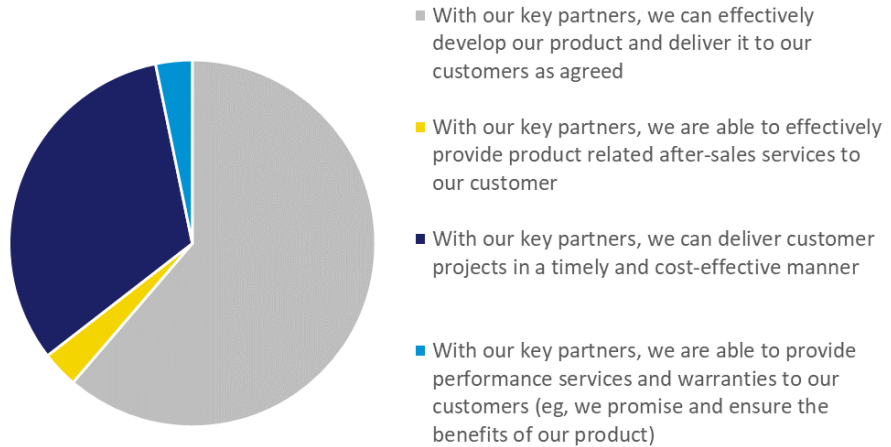 With our key partners, we can effectively
develop our product and deliver it to our
customers as agreed
With our key partners, we are able to effectively
provide product related after-sales services to
our customer
With our key partners, we can deliver customer
projects in a timely and cost-effective manner
With our key partners, we are able to provide
performance services and warranties to our
customers (eg, we promise and ensure the
benefits of our product)